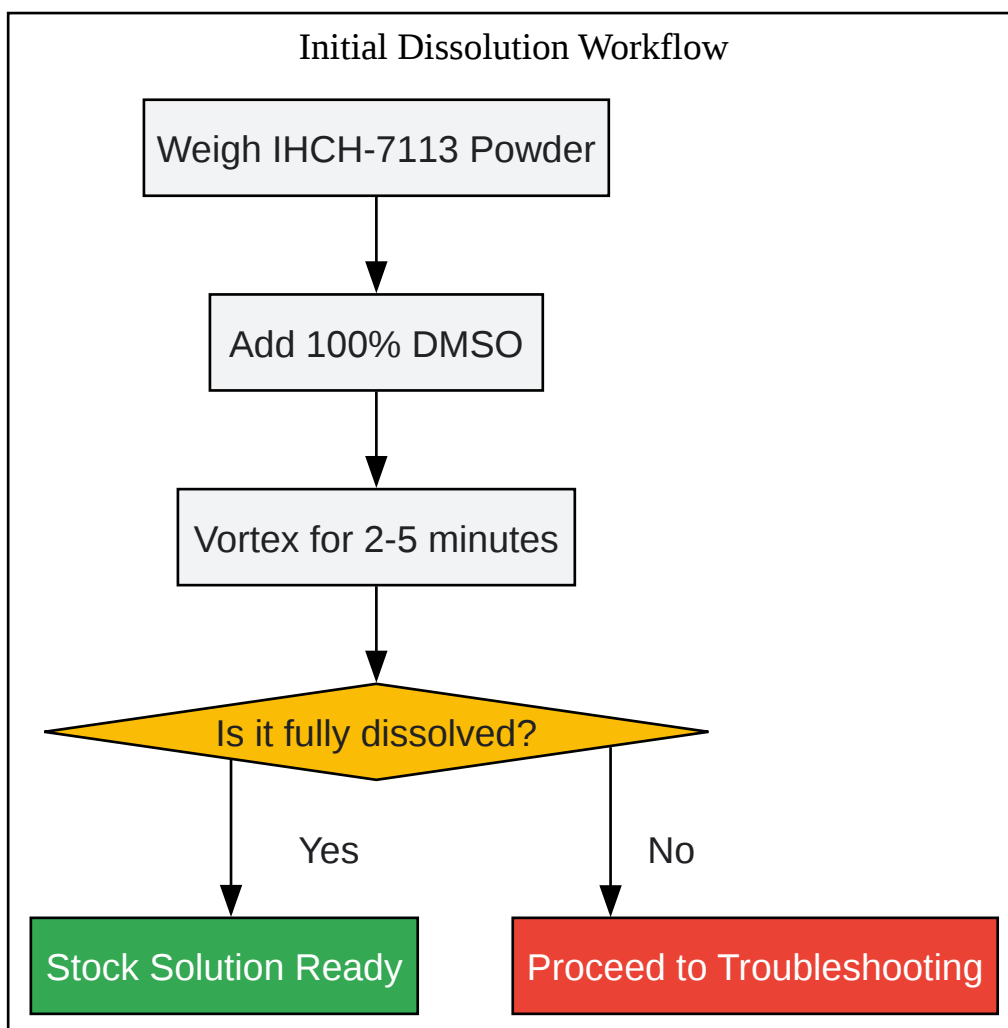 Initial Dissolution Workflow
Weigh IHCH-7113 Powder
Add 100% DMSO
Vortex for 2-5 minutes
Is it fully dissolved?
Yes
No
Stock Solution Ready
Proceed to Troubleshooting